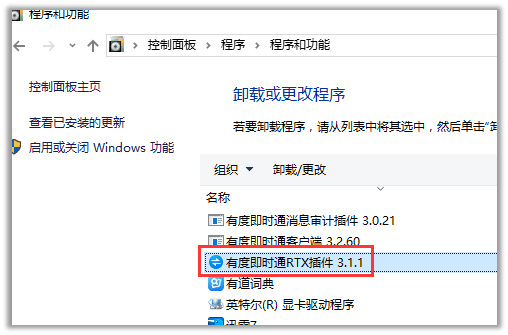 程序和功能
控制面板 > 程序 > 程序和功能
控制面板主页
卸载或更改程序
查看已安装的更新
若要卸载程序，请从列表中将其选中，然后单击“卸
启用或关闭 Windows 功能
组织 卸载/更改
名称
有度即时通消息审计插件 3.0.21
有度即时通客户端 3.2.60
有度即时通RTX插件 3.1.1
有道词典
英特尔(R) 显卡驱动程序
迅雷7